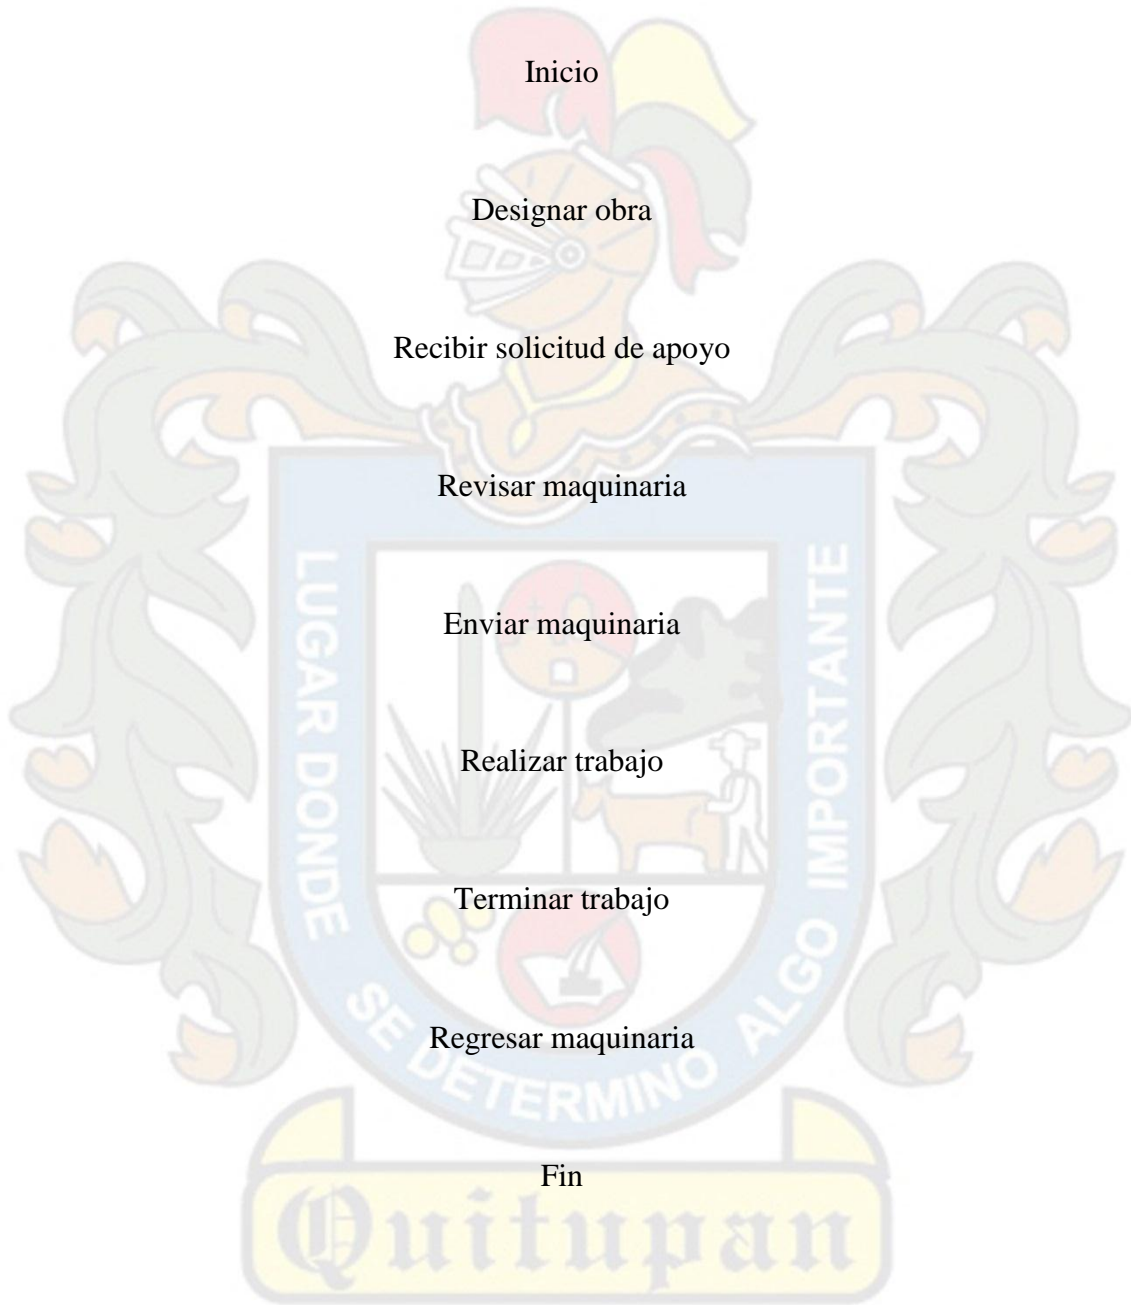 Inicio
Designar obra
Recibir solicitud de apoyo
Revisar maquinaria
Enviar maquinaria
Realizar trabajo
Terminar trabajo
Regresar maquinaria
Fin
LUGAR DONDE SE DETERMINO ALGO IMPORTANTE
Quitupan